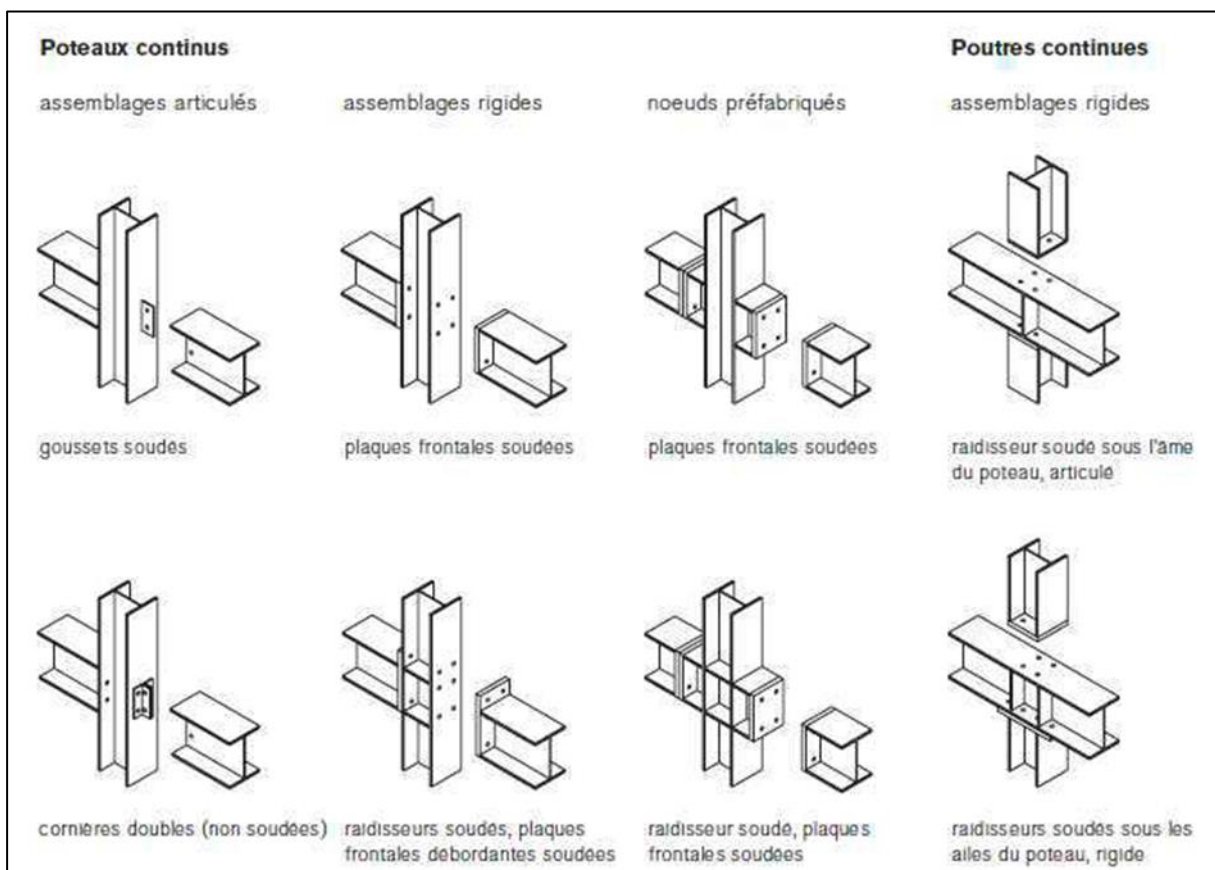 Poteaux continus
Poutres continues
assemblages articulés
assemblages rigides
noeuds préfabriqués
assemblages rigides
goussets soudés
plaques frontales soudées
plaques frontales soudées
raidisseur soudé sous l'âme
du poteau, articulé
cornières doubles (non soudées)
raidisseurs soudés, plaques
frontales débordantes soudées
raidisseur soudé, plaques
frontales soudées
raidisseurs soudés sous les
ailes du poteau, rigide